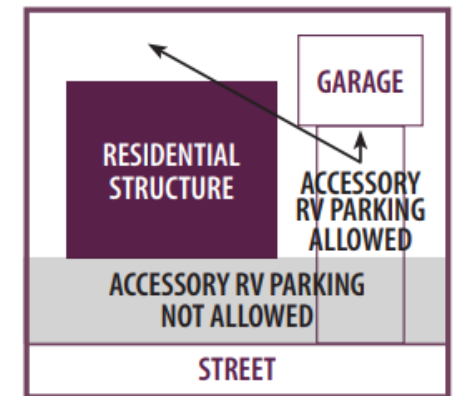 GARAGE
RESIDENTIAL
STRUCTURE
ACCESSORY
RV PARKING
ALLOWED
ACCESSORY RV PARKING
NOT ALLOWED
STREET